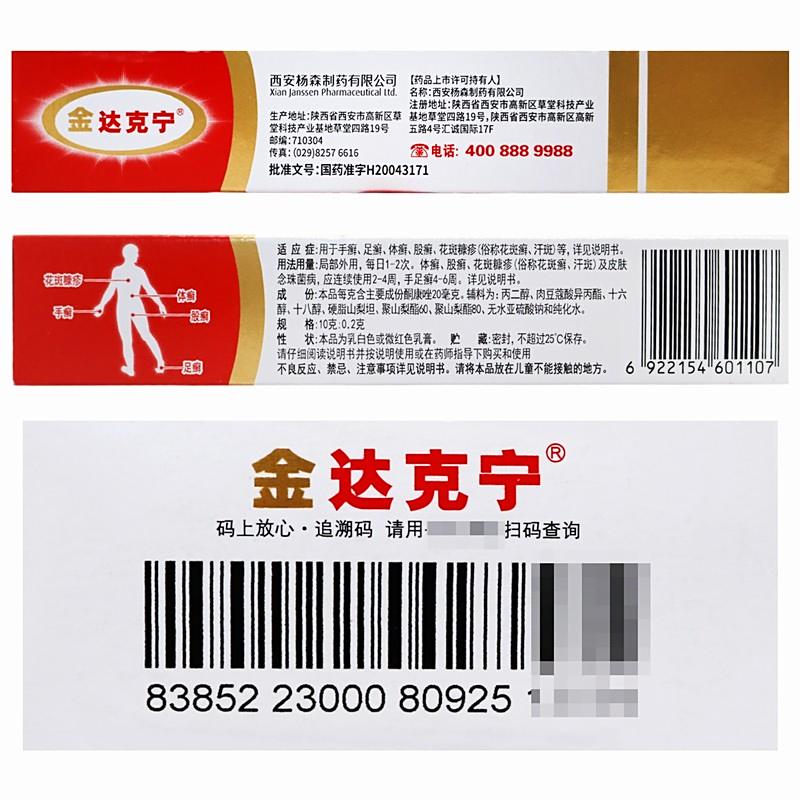 金达克宁®
西安杨森制药有限公司
Xian Janssen Pharmaceutical Ltd.
生产地址:陕西省西安市高新区草
堂科技产业基地草堂四路19号
邮编:710304
传真:(029)8257 6616
批准文号:国药准字H20043171
【药品上市许可持有人】
名称:西安杨森制药有限公司
注册地址:陕西省西安市高新区草堂科技产业
基地草堂四路19号,陕西省西安市高新区高新
五路4号汇诚国际17F
电话: 400 888 9988
花斑糠疹
手癣
体癣
股癣
足癣
适 应 症:用于手癣、足癣、体癣、股癣、花斑糠疹(俗称花斑癣、汗斑)等,详见说明书。
用法用量:局部外用,每日1-2次。体癣、股癣、花斑糠疹(俗称花斑癣、汗斑)及皮肤
念珠菌病,应连续使用2-4周,手足癣4-6周。详见说明书。
成 份:本品每克含主要成份酮康唑20毫克。辅料为:丙二醇、肉豆蔻酸异丙酯、十六
醇、十八醇、硬脂山梨坦、聚山梨酯60、聚山梨酯80、无水亚硫酸钠和纯化水。
规 格:10克:0.2克
性 状:本品为乳白色或微红色乳膏。 贮 藏:密封,不超过25℃保存。
请仔细阅读说明书并按说明使用或在药师指导下购买和使用
不良反应、禁忌、注意事项详见说明书。请将本品放在儿童不能接触的地方。
6 922154 601107
金达克宁®
码上放心·追溯码 请用 扫码查询
83852 23000 80925